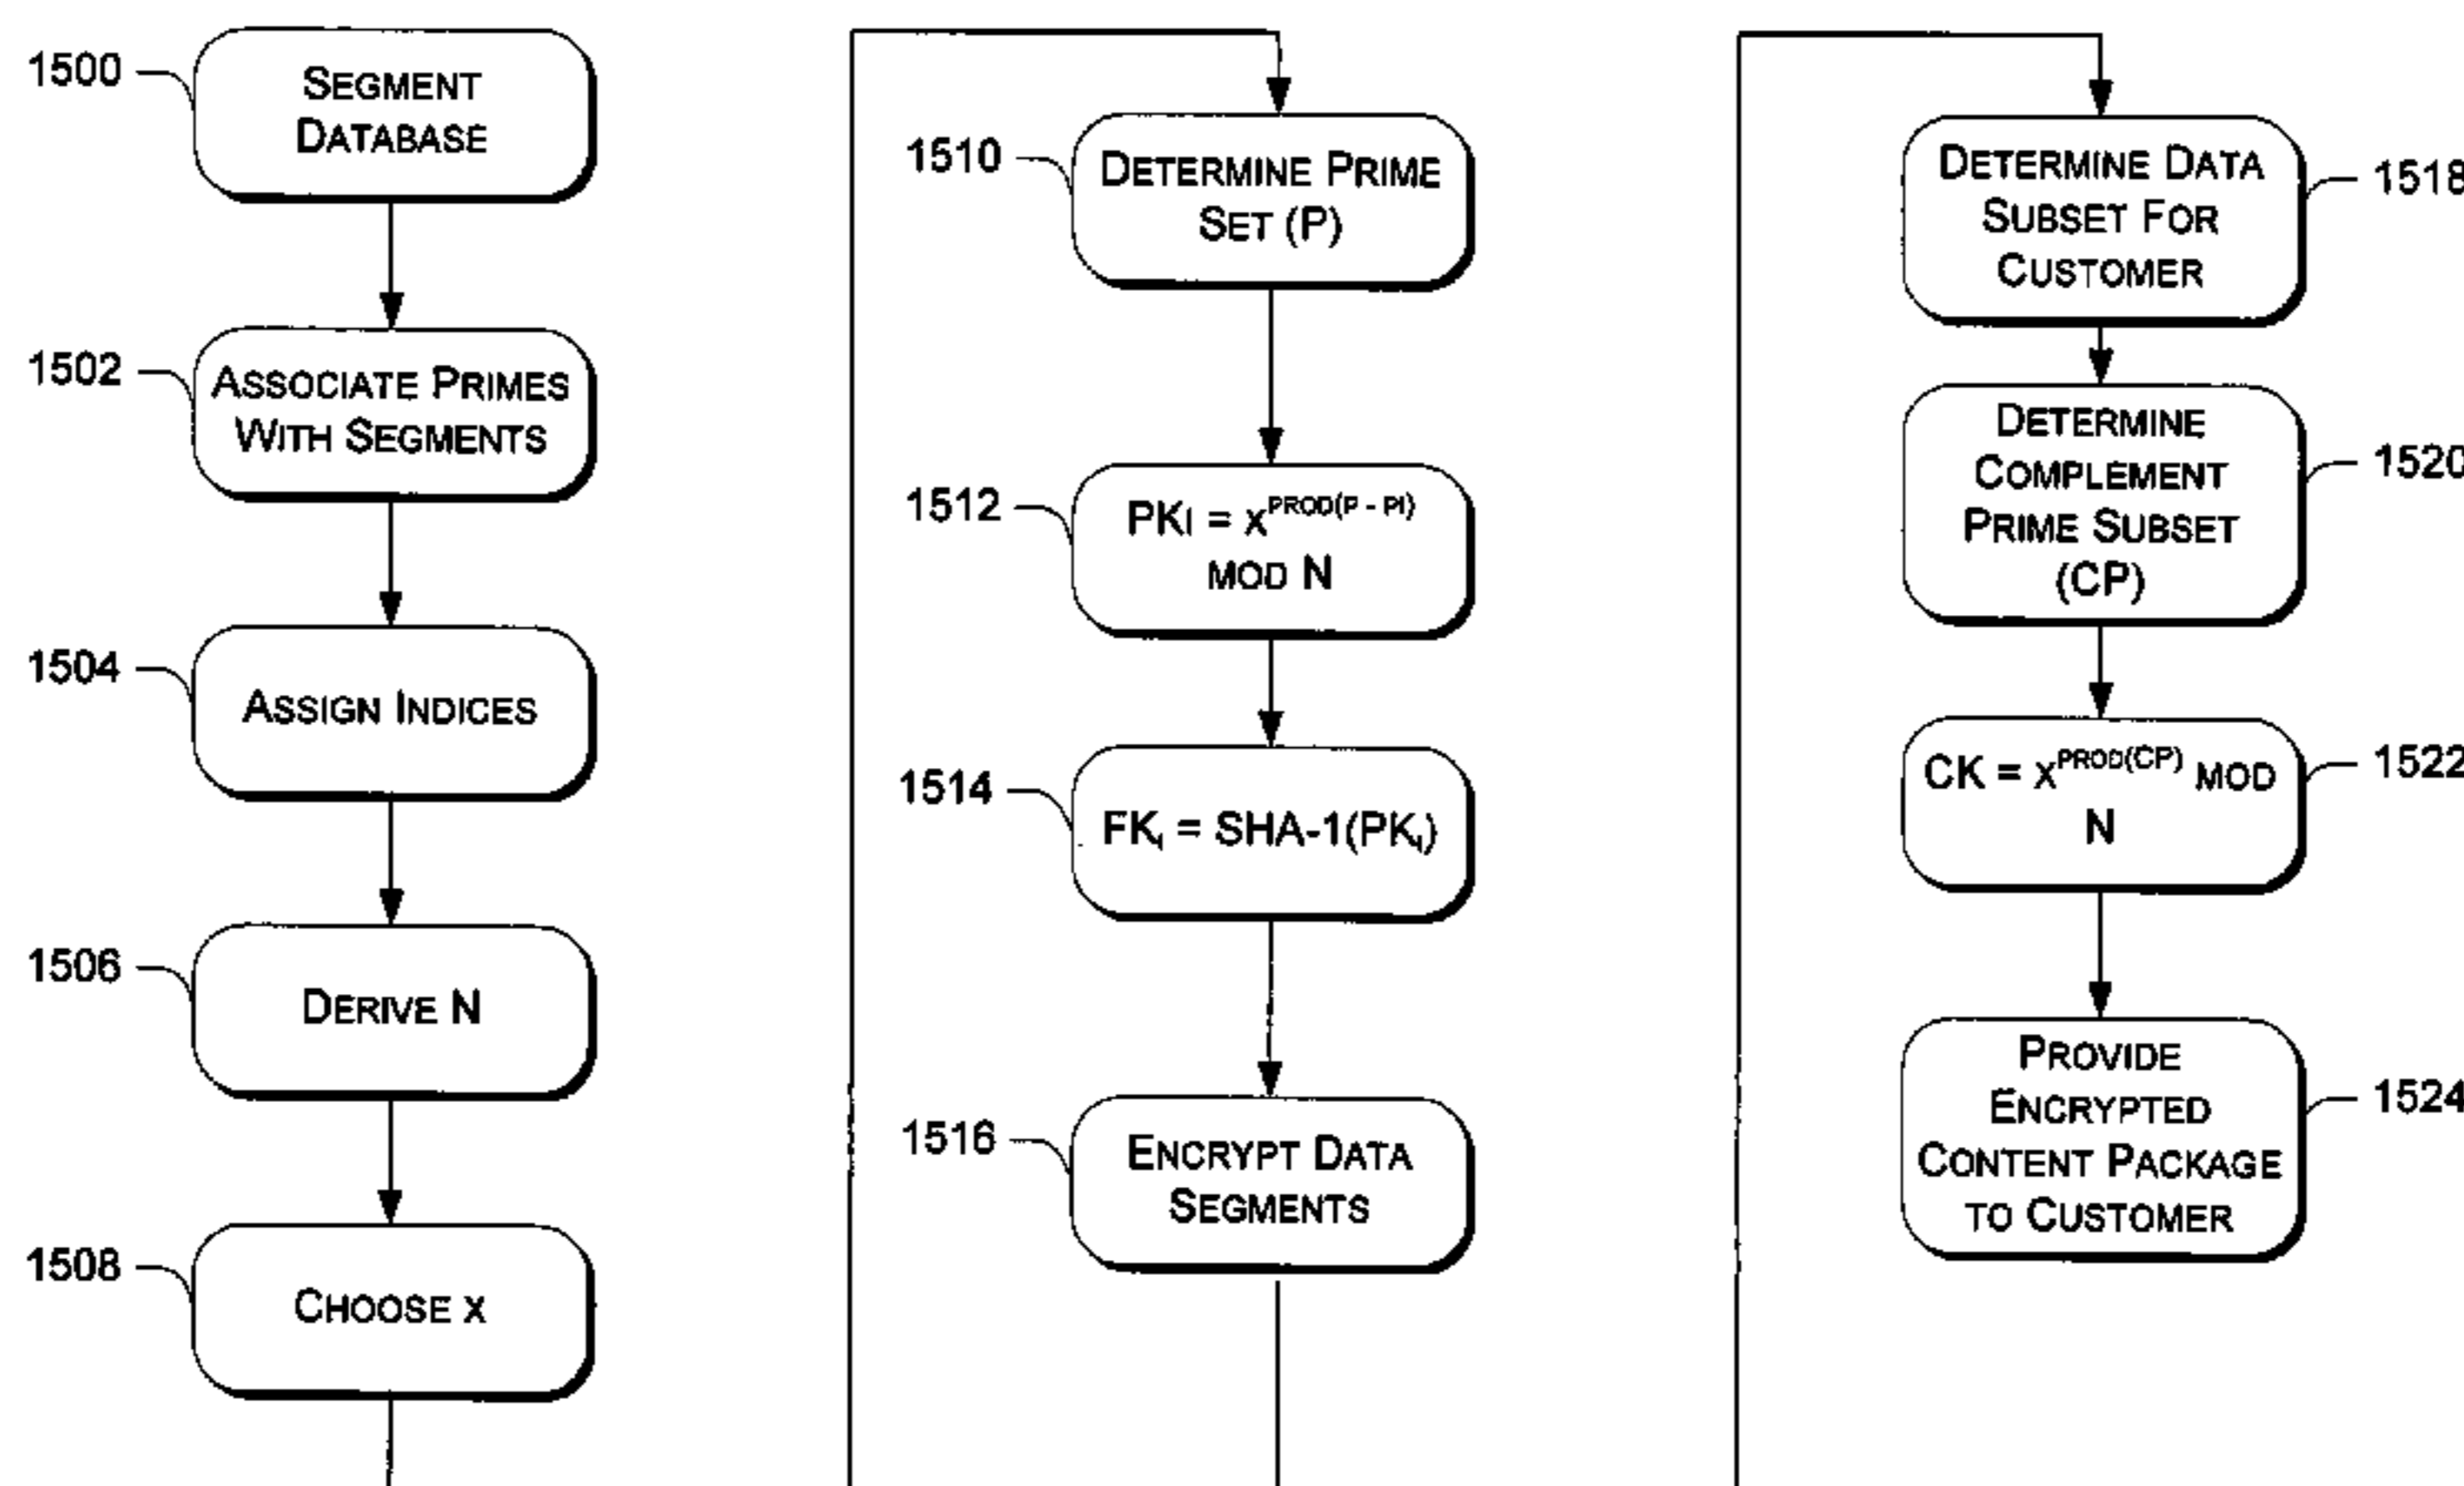 1500
SEGMENT
DATABASE
1502
ASSOCIATE PRIMES
WITH SEGMENTS
1504
ASSIGN INDICES
1506
DERIVE N
1508
CHOOSE X
1510
DETERMINE PRIME
SET (P)
1512
PKI = x^PROD(P - PI)
MOD N
1514
FKI = SHA-1(PKI)
1516
ENCRYPT DATA
SEGMENTS
DETERMINE DATA
SUBSET FOR
CUSTOMER
1518
DETERMINE
COMPLEMENT
PRIME SUBSET
(CP)
1520
CK = x^PROD(CP) MOD
N
1522
PROVIDE
ENCRYPTED
CONTENT PACKAGE
TO CUSTOMER
1524